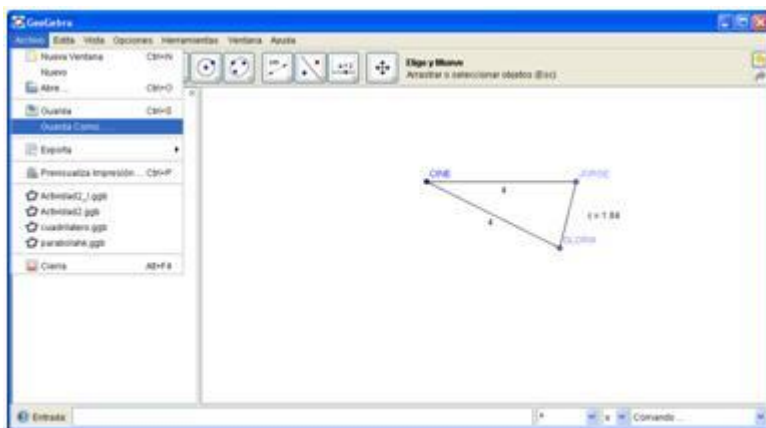 GeoGebra
Archivo Edita Vista Opciones Herramientas Ventana Ayuda
Nueva Ventana Ctrl+N
Nuevo
Abre ... Ctrl+O
Guarda Ctrl+S
Guarda Como ...
Exporta
Previsualiza Impresión... Ctrl+P
Actividad2_I.ggb
Actividad2.ggb
cuadrilatero.ggb
Cierra Alt+F4
Elige y Mueve
Arrastrar o seleccionar objetos (Esc)
CINE
JORGE
4
4
c = 1.84
GLORIA
Entrada:
Comando ...